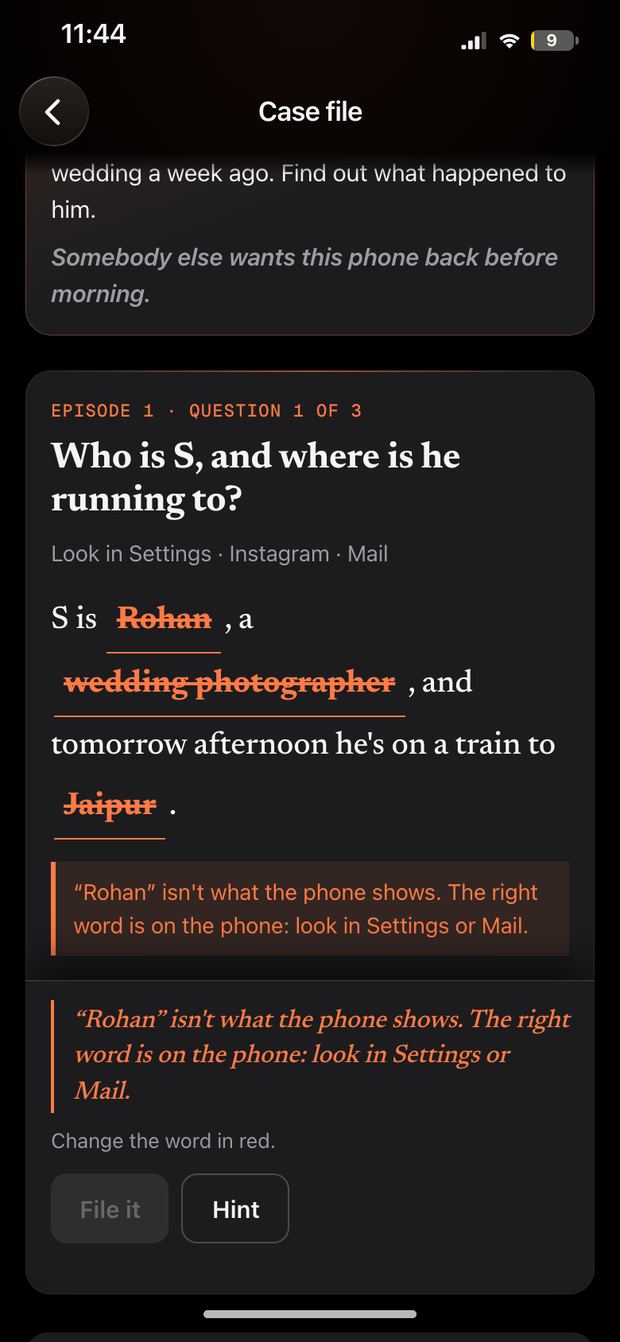 11:44
9
Case file
wedding a week ago. Find out what happened to
him.
Somebody else wants this phone back before
morning.
EPISODE 1 · QUESTION 1 OF 3
Who is S, and where is he
running to?
Look in Settings · Instagram · Mail
S is Rohan , a
wedding photographer , and
tomorrow afternoon he's on a train to
Jaipur .
“Rohan” isn't what the phone shows. The right
word is on the phone: look in Settings or Mail.
“Rohan” isn't what the phone shows. The right
word is on the phone: look in Settings or
Mail.
Change the word in red.
File it
Hint